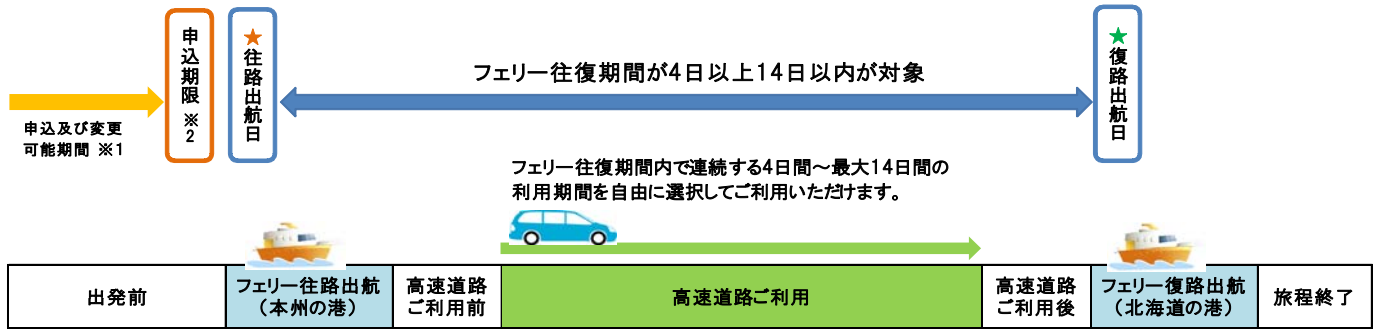 申込及び変更
可能期間 ※1
申込期限 ※2
★往路出航日
フェリー往復期間が4日以上14日以内が対象
★復路出航日
フェリー往復期間内で連続する4日間～最大14日間の
利用期間を自由に選択してご利用いただけます。
出発前
フェリー往路出航
（本州の港）
高速道路
ご利用前
高速道路ご利用
高速道路
ご利用後
フェリー復路出航
（北海道の港）
旅程終了